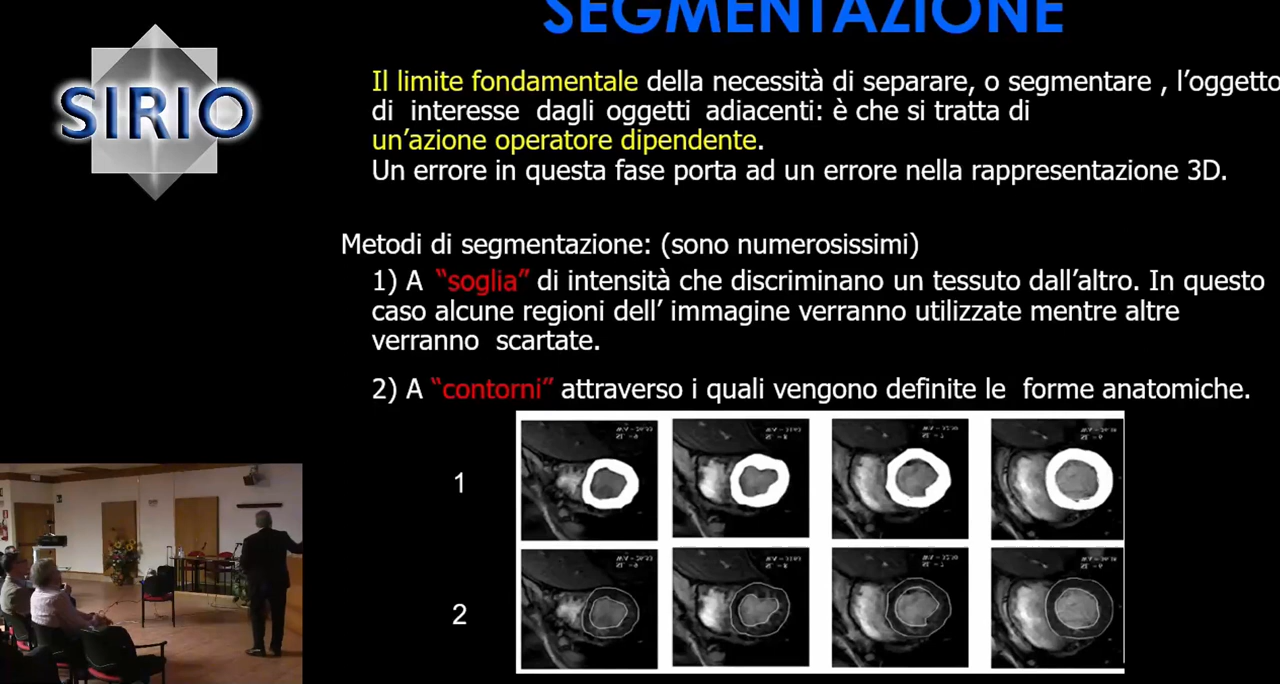 SEGMENTAZIONE
SIRIO
Il limite fondamentale della necessità di separare, o segmentare , l'oggetto
di interesse dagli oggetti adiacenti: è che si tratta di
un'azione operatore dipendente.
Un errore in questa fase porta ad un errore nella rappresentazione 3D.
Metodi di segmentazione: (sono numerosissimi)
1) A "soglia" di intensità che discriminano un tessuto dall'altro. In questo
caso alcune regioni dell' immagine verranno utilizzate mentre altre
verranno scartate.
2) A "contorni" attraverso i quali vengono definite le forme anatomiche.
1
2